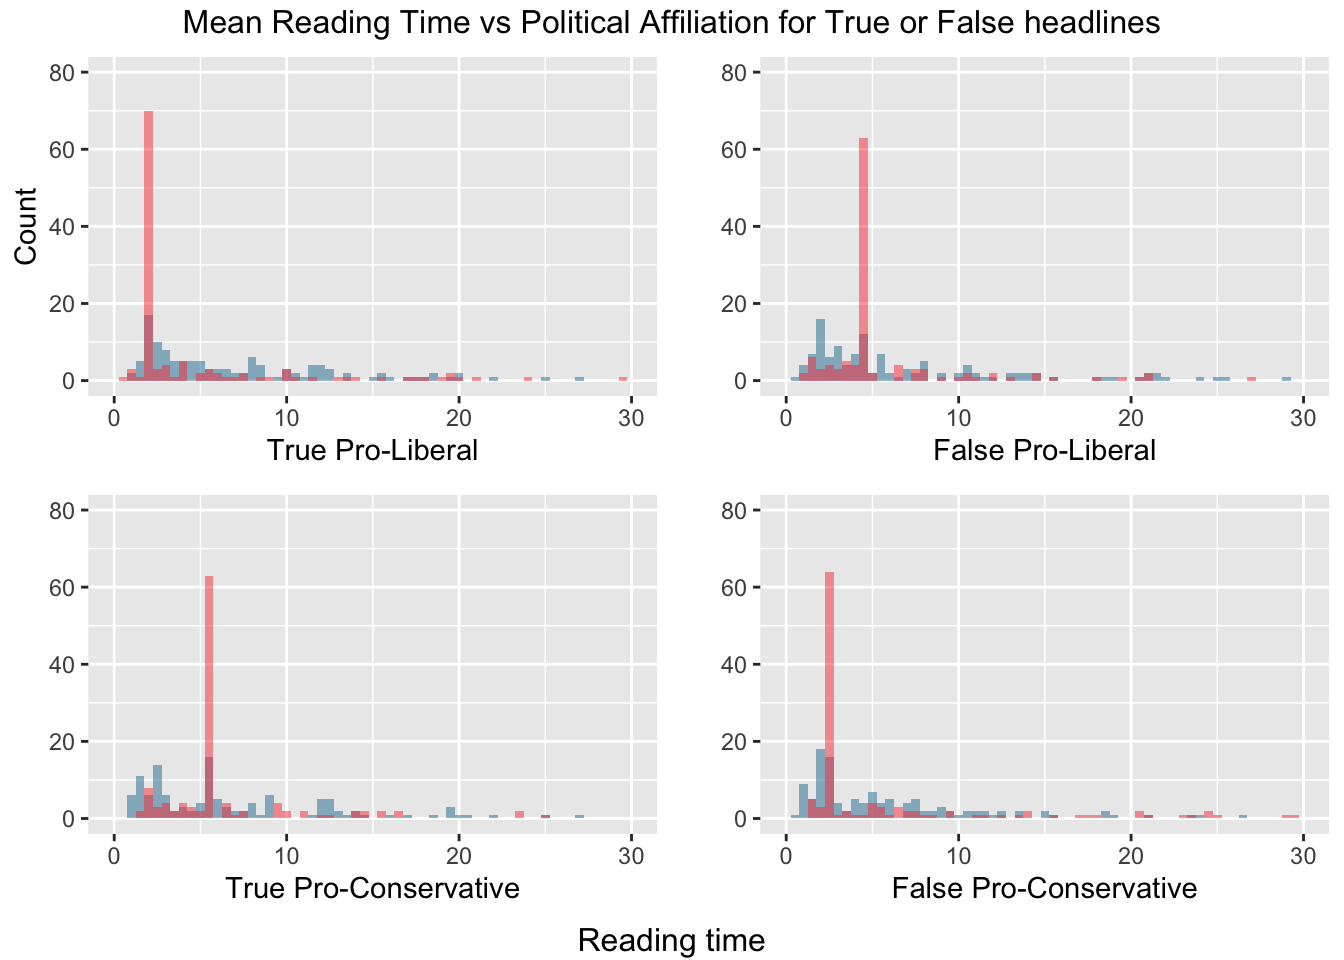 Mean Reading Time vs Political Affiliation for True or False headlines
Count
80
60
40
20
0
0 10 20 30
True Pro-Liberal
80
60
40
20
0
0 10 20 30
False Pro-Liberal
80
60
40
20
0
0 10 20 30
True Pro-Conservative
80
60
40
20
0
0 10 20 30
False Pro-Conservative
Reading time